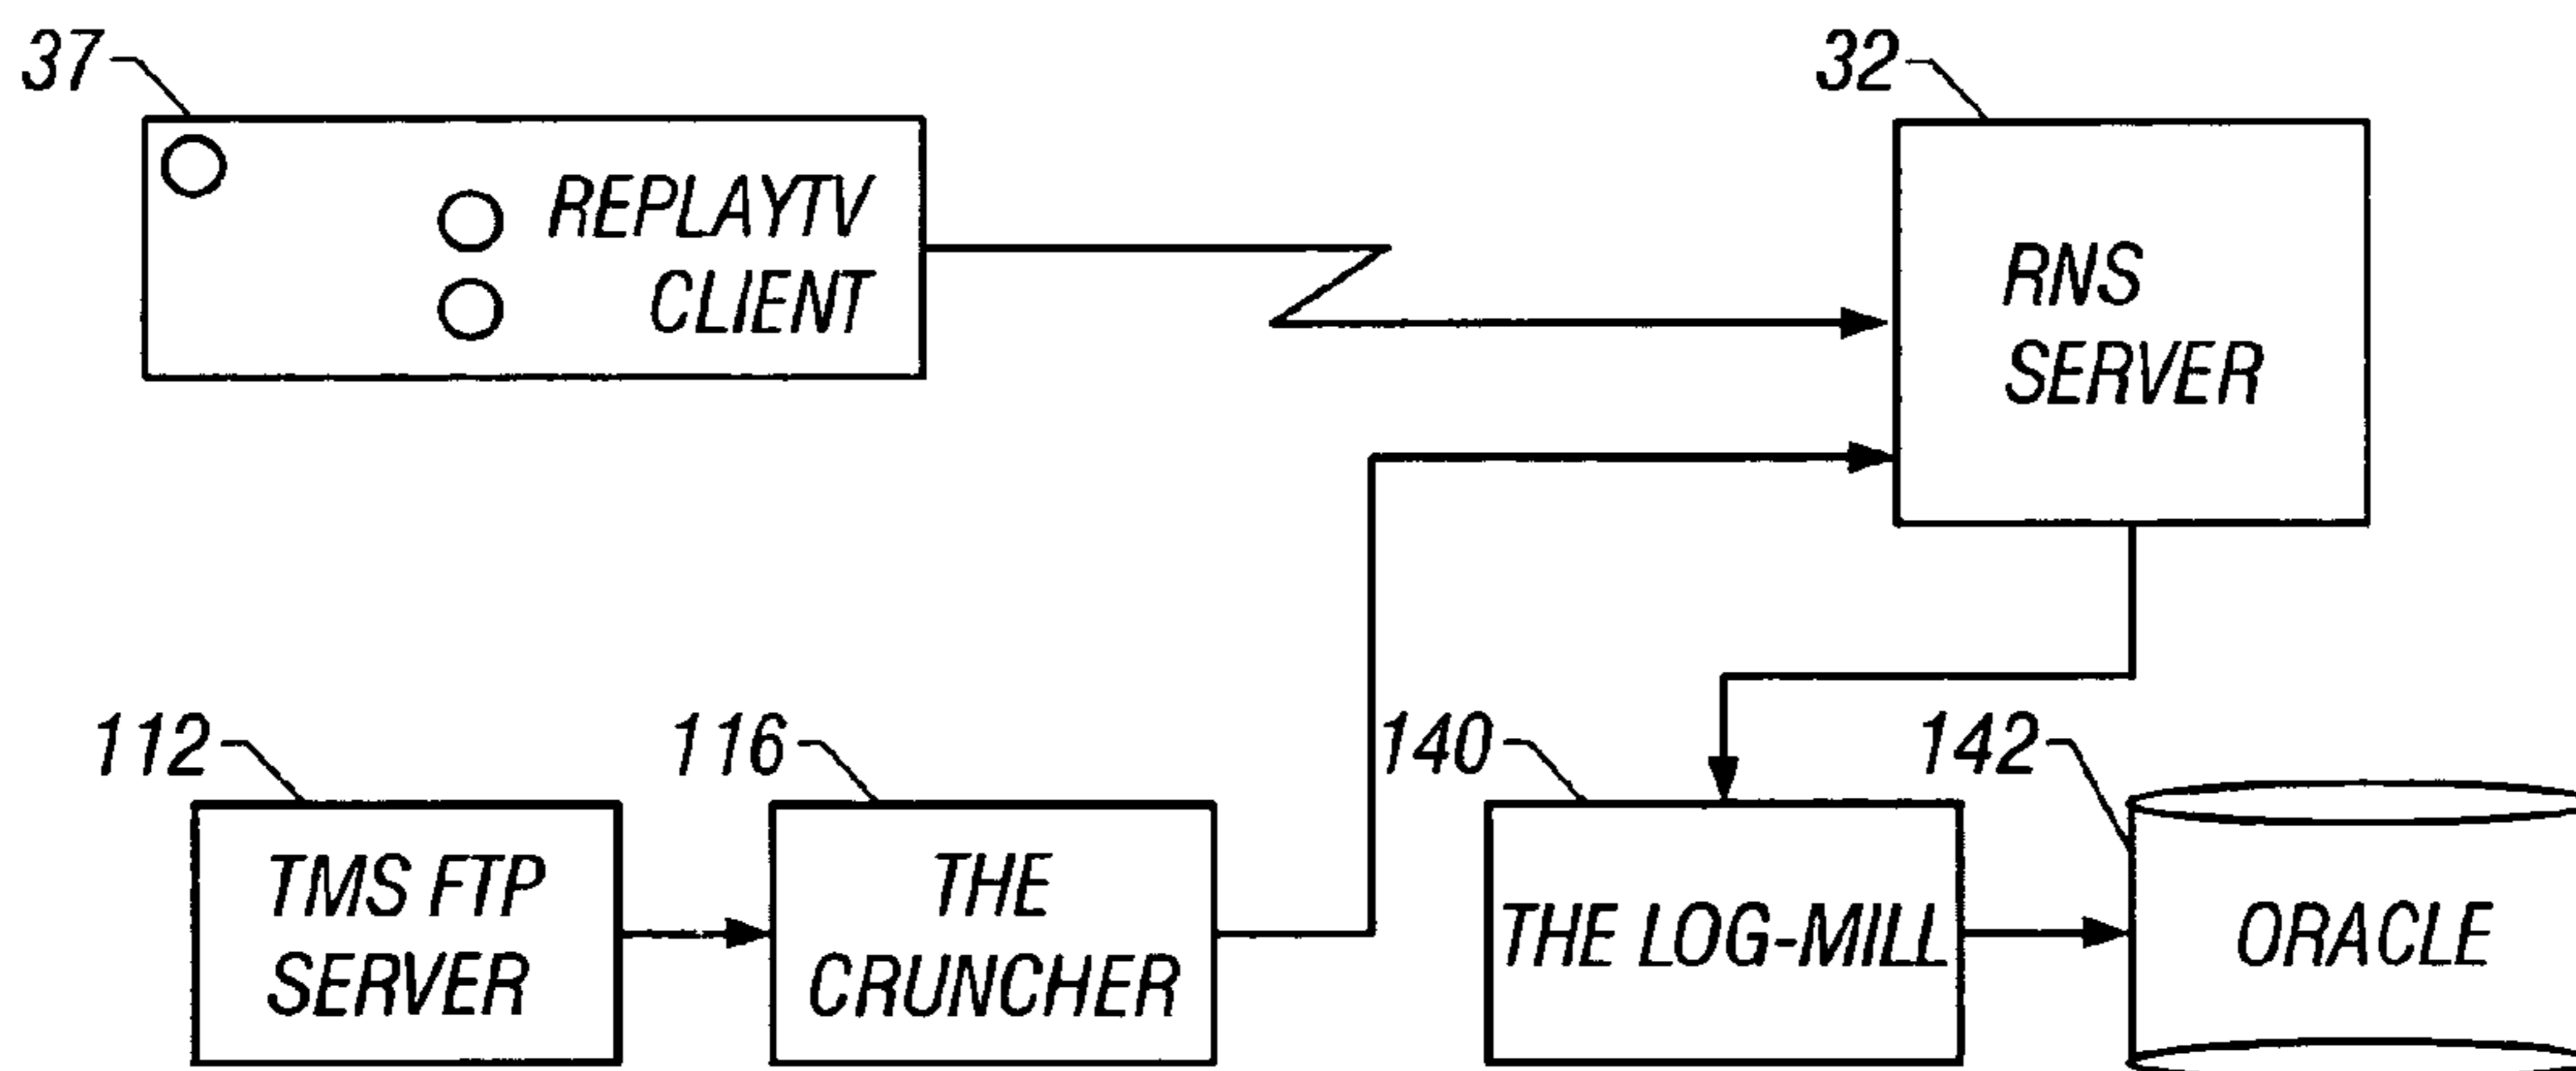 37
32
REPLAYTV
CLIENT
RNS
SERVER
112
116
140
142
TMS FTP
SERVER
THE
CRUNCHER
THE LOG-MILL
ORACLE